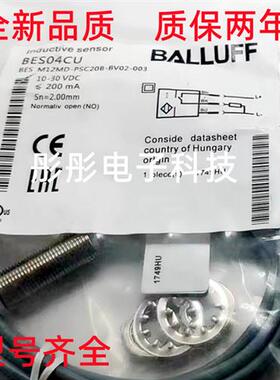 全新品质 质保两年
inductive sensor
BALLUFF
BES04CU
BES M12MD-PSC20B-BV02-003
10-30 VDC
≤ 200 mA
Sn=2.00mm
Normally open (NO)
Conside datasheet
country of Hungary
origin
1749HU
彤彤电子科技
1749HU
型号齐全